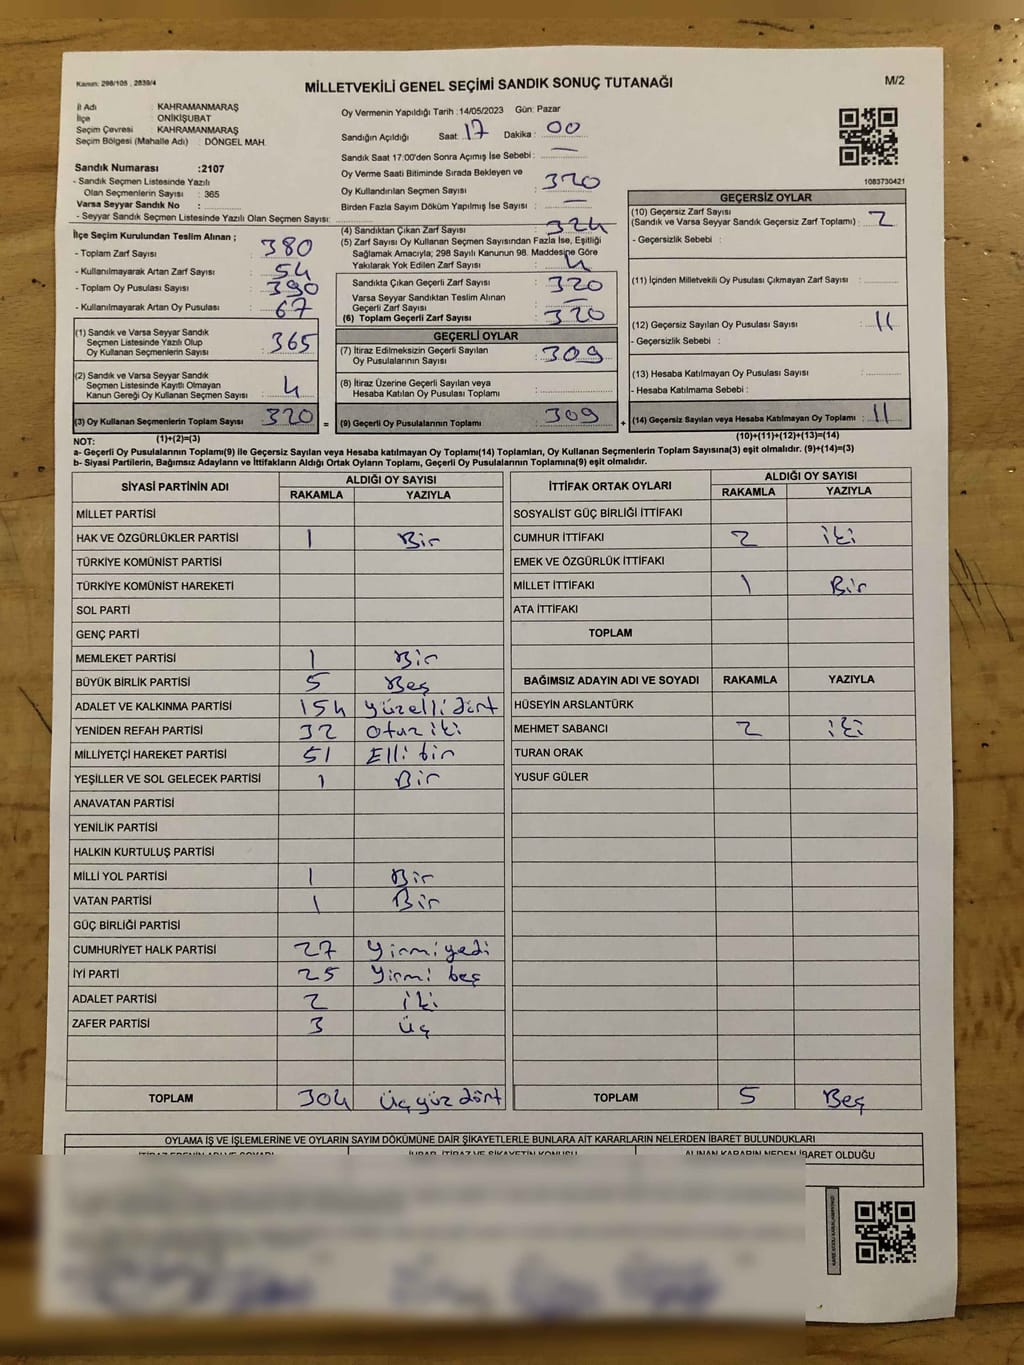 Kanun: 298/105 , 2839/4
MİLLETVEKİLİ GENEL SEÇİMİ SANDIK SONUÇ TUTANAĞI
M/2
İl Adı : KAHRAMANMARAŞ
İlçe : ONİKİŞUBAT
Seçim Çevresi : KAHRAMANMARAŞ
Seçim Bölgesi (Mahalle Adı) : DÖNGEL MAH.
Sandık Numarası :2107
- Sandık Seçmen Listesinde Yazılı
Olan Seçmenlerin Sayısı : 365
Varsa Seyyar Sandık No :
- Seyyar Sandık Seçmen Listesinde Yazılı Olan Seçmen Sayısı:
Oy Vermenin Yapıldığı Tarih :14/05/2023 Gün: Pazar
Sandığın Açıldığı Saat: 17 Dakika : 00
Sandık Saat 17:00'den Sonra Açımış İse Sebebi : —
Oy Verme Saati Bitiminde Sırada Bekleyen ve
Oy Kullandırılan Seçmen Sayısı : 320
Birden Fazla Sayım Döküm Yapılmış İse Sayısı : —
1083730421
İlçe Seçim Kurulundan Teslim Alınan ;
- Toplam Zarf Sayısı : 380
- Kullanılmayarak Artan Zarf Sayısı : 54
- Toplam Oy Pusulası Sayısı : 390
- Kullanılmayarak Artan Oy Pusulası : 67
(1) Sandık ve Varsa Seyyar Sandık
Seçmen Listesinde Yazılı Olup
Oy Kullanan Seçmenlerin Sayısı : 365
(2) Sandık ve Varsa Seyyar Sandık
Seçmen Listesinde Kayıtlı Olmayan
Kanun Gereği Oy Kullanan Seçmen Sayısı : 4
(3) Oy Kullanan Seçmenlerin Toplam Sayısı : 320
(1)+(2)=(3)
(4) Sandıktan Çıkan Zarf Sayısı : 324
(5) Zarf Sayısı Oy Kullanan Seçmen Sayısından Fazla İse, Eşitliği
Sağlamak Amacıyla; 298 Sayılı Kanunun 98. Maddesine Göre
Yakılarak Yok Edilen Zarf Sayısı : 4
Sandıkta Çıkan Geçerli Zarf Sayısı : 320
Varsa Seyyar Sandıktan Teslim Alınan
Geçerli Zarf Sayısı : —
(6) Toplam Geçerli Zarf Sayısı : 320
GEÇERLİ OYLAR
(7) İtiraz Edilmeksizin Geçerli Sayılan
Oy Pusulalarının Sayısı : 309
(8) İtiraz Üzerine Geçerli Sayılan veya
Hesaba Katılan Oy Pusulası Toplamı :
= (9) Geçerli Oy Pusulalarının Toplamı : 309
GEÇERSİZ OYLAR
(10) Geçersiz Zarf Sayısı
(Sandık ve Varsa Seyyar Sandık Geçersiz Zarf Toplamı) : 2
- Geçersizlik Sebebi :
(11) İçinden Milletvekili Oy Pusulası Çıkmayan Zarf Sayısı :
(12) Geçersiz Sayılan Oy Pusulası Sayısı : 11
- Geçersizlik Sebebi :
(13) Hesaba Katılmayan Oy Pusulası Sayısı :
- Hesaba Katılmama Sebebi :
+ (14) Geçersiz Sayılan veya Hesaba Katılmayan Oy Toplamı : 11
(10)+(11)+(12)+(13)=(14)
NOT:
a- Geçerli Oy Pusulalarının Toplamı(9) ile Geçersiz Sayılan veya Hesaba katılmayan Oy Toplamı(14) Toplamları, Oy Kullanan Seçmenlerin Toplam Sayısına(3) eşit olmalıdır. (9)+(14)=(3)
b- Siyasi Partilerin, Bağımsız Adayların ve İttifakların Aldığı Ortak Oyların Toplamı, Geçerli Oy Pusulalarının Toplamına(9) eşit olmalıdır.
SİYASİ PARTİNİN ADI ALDIĞI OY SAYISI
RAKAMLA YAZIYLA
MİLLET PARTİSİ
HAK VE ÖZGÜRLÜKLER PARTİSİ 1 Bir
TÜRKİYE KOMÜNİST PARTİSİ
TÜRKİYE KOMÜNİST HAREKETİ
SOL PARTİ
GENÇ PARTİ
MEMLEKET PARTİSİ 1 Bir
BÜYÜK BİRLİK PARTİSİ 5 Beş
ADALET VE KALKINMA PARTİSİ 154 yüzelli dört
YENİDEN REFAH PARTİSİ 32 otuz iki
MİLLİYETÇİ HAREKET PARTİSİ 51 Elli bir
YEŞİLLER VE SOL GELECEK PARTİSİ 1 Bir
ANAVATAN PARTİSİ
YENİLİK PARTİSİ
HALKIN KURTULUŞ PARTİSİ
MİLLİ YOL PARTİSİ 1 Bir
VATAN PARTİSİ 1 Bir
GÜÇ BİRLİĞİ PARTİSİ
CUMHURİYET HALK PARTİSİ 27 Yirmi yedi
İYİ PARTİ 25 Yirmi beş
ADALET PARTİSİ 2 iki
ZAFER PARTİSİ 3 üç
TOPLAM 304 üç yüz dört
İTTİFAK ORTAK OYLARI ALDIĞI OY SAYISI
RAKAMLA YAZIYLA
SOSYALİST GÜÇ BİRLİĞİ İTTİFAKI
CUMHUR İTTİFAKI 2 iki
EMEK VE ÖZGÜRLÜK İTTİFAKI
MİLLET İTTİFAKI 1 Bir
ATA İTTİFAKI
TOPLAM
BAĞIMSIZ ADAYIN ADI VE SOYADI RAKAMLA YAZIYLA
HÜSEYİN ARSLANTÜRK
MEHMET SABANCI 2 iki
TURAN ORAK
YUSUF GÜLER
TOPLAM 5 Beş
OYLAMA İŞ VE İŞLEMLERİNE VE OYLARIN SAYIM DÖKÜMÜNE DAİR ŞİKAYETLERLE BUNLARA AİT KARARLARIN NELERDEN İBARET BULUNDUKLARI
ALINAN KARARIN NEDEN İBARET OLDUĞU